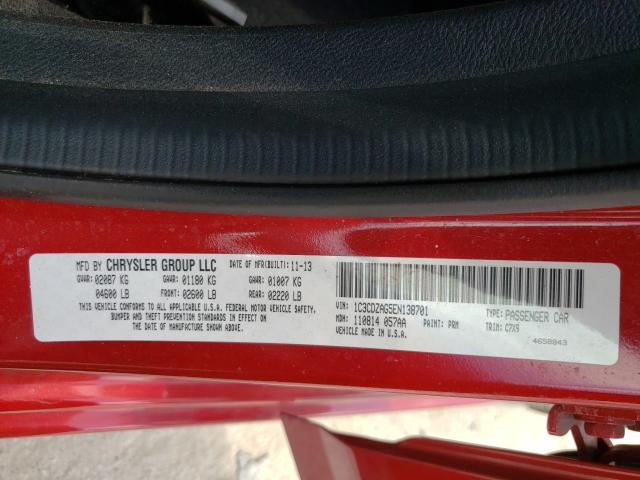 MFD BY CHRYSLER GROUP LLC DATE OF MFR(BUILT): 11-13
GVWR: 02087 KG GAWR: 01180 KG GAWR: 01007 KG
04600 LB FRONT: 02600 LB REAR: 02220 LB
THIS VEHICLE CONFORMS TO ALL APPLICABLE U.S.A. FEDERAL MOTOR VEHICLE SAFETY,
BUMPER AND THEFT PREVENTION STANDARDS IN EFFECT ON
THE DATE OF MANUFACTURE SHOWN ABOVE.
VIN: 1C3CDZAG5EN138701 TYPE: PASSENGER CAR
MDH: 110814 057AA PAINT: PRM TRIM: C7X9
VEHICLE MADE IN U.S.A. 4658843